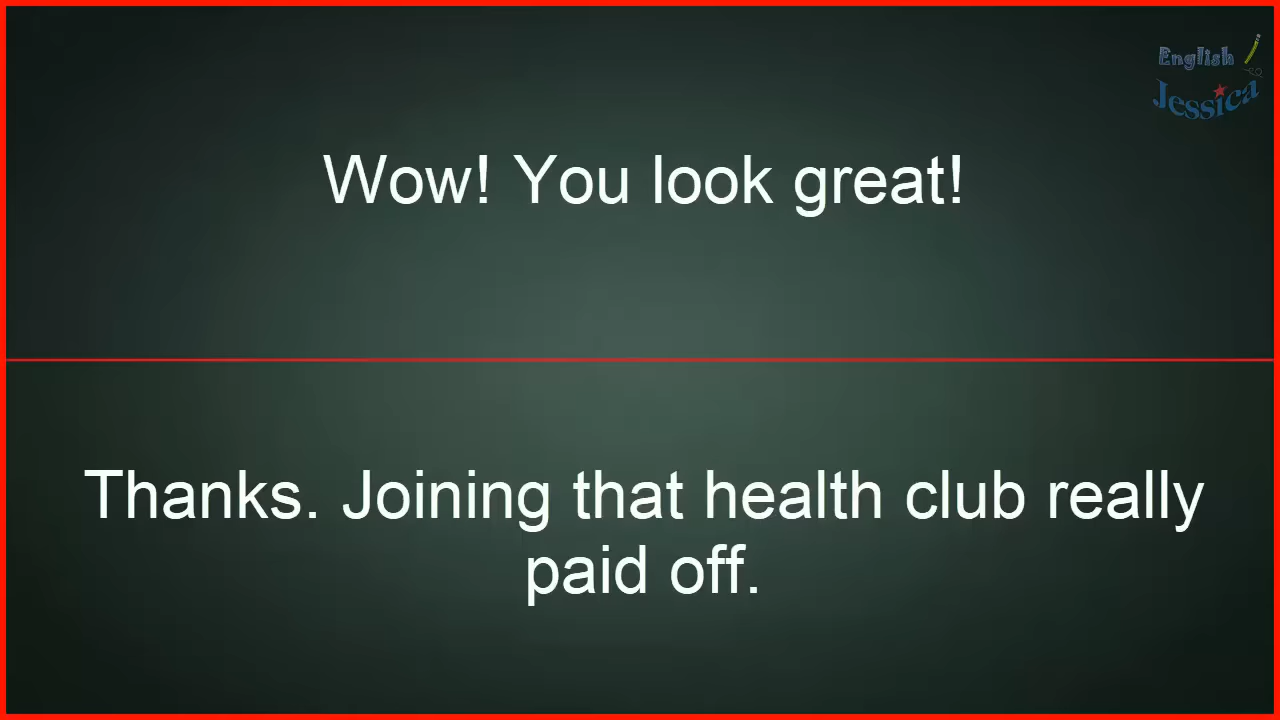 English
Jessica
Wow! You look great!
Thanks. Joining that health club really
paid off.